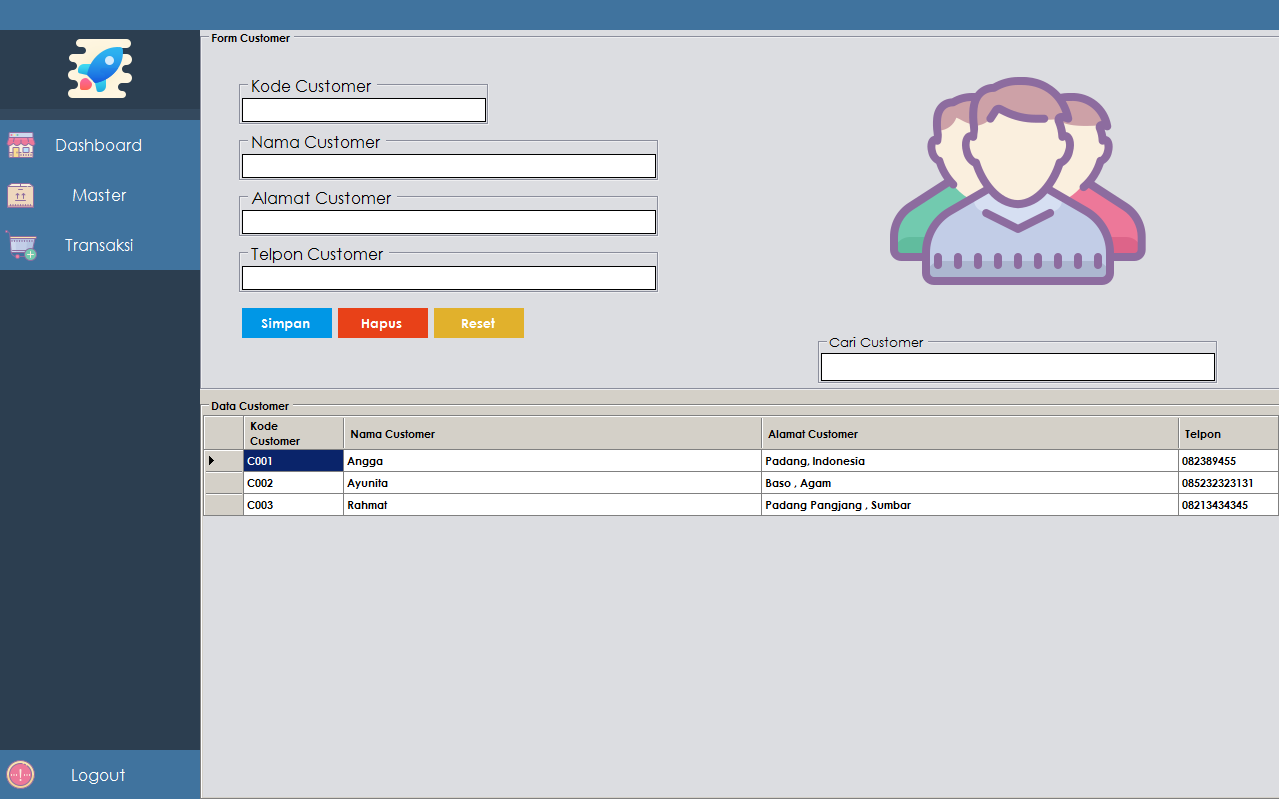 Form Customer
Kode Customer
Dashboard
Nama Customer
Master
Alamat Customer
Transaksi
Telpon Customer
Simpan Hapus Reset
Cari Customer
Data Customer
Kode Customer Nama Customer Alamat Customer Telpon
C001 Angga Padang, Indonesia 082389455
C002 Ayunita Baso , Agam 085232323131
C003 Rahmat Padang Pangjang , Sumbar 08213434345
Logout